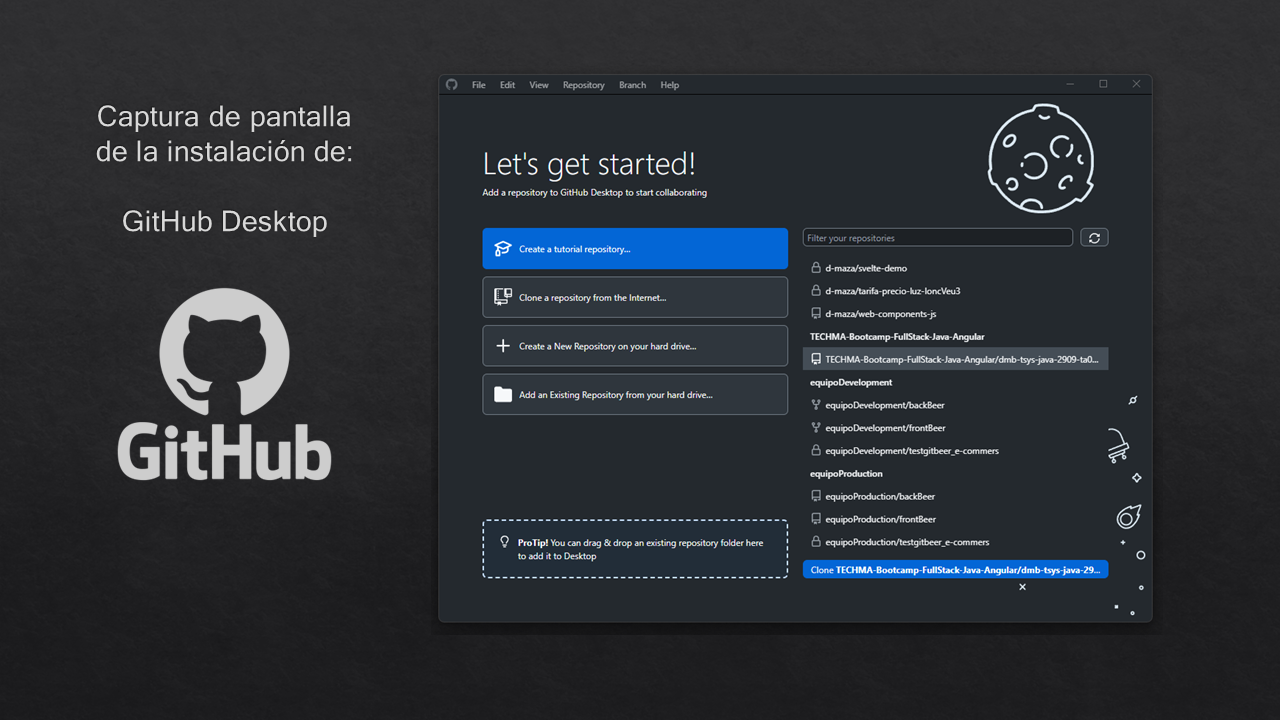 Captura de pantalla
de la instalación de:
GitHub Desktop
GitHub
File Edit View Repository Branch Help
Let's get started!
Add a repository to GitHub Desktop to start collaborating
Create a tutorial repository...
Clone a repository from the Internet...
Create a New Repository on your hard drive...
Add an Existing Repository from your hard drive...
ProTip! You can drag & drop an existing repository folder here
to add it to Desktop
Filter your repositories
d-maza/svelte-demo
d-maza/tarifa-precio-luz-IoncVeu3
d-maza/web-components-js
TECHMA-Bootcamp-FullStack-Java-Angular
TECHMA-Bootcamp-FullStack-Java-Angular/dmb-tsys-java-2909-ta0...
equipoDevelopment
equipoDevelopment/backBeer
equipoDevelopment/frontBeer
equipoDevelopment/testgitbeer_e-commers
equipoProduction
equipoProduction/backBeer
equipoProduction/frontBeer
equipoProduction/testgitbeer_e-commers
Clone TECHMA-Bootcamp-FullStack-Java-Angular/dmb-tsys-java-29...